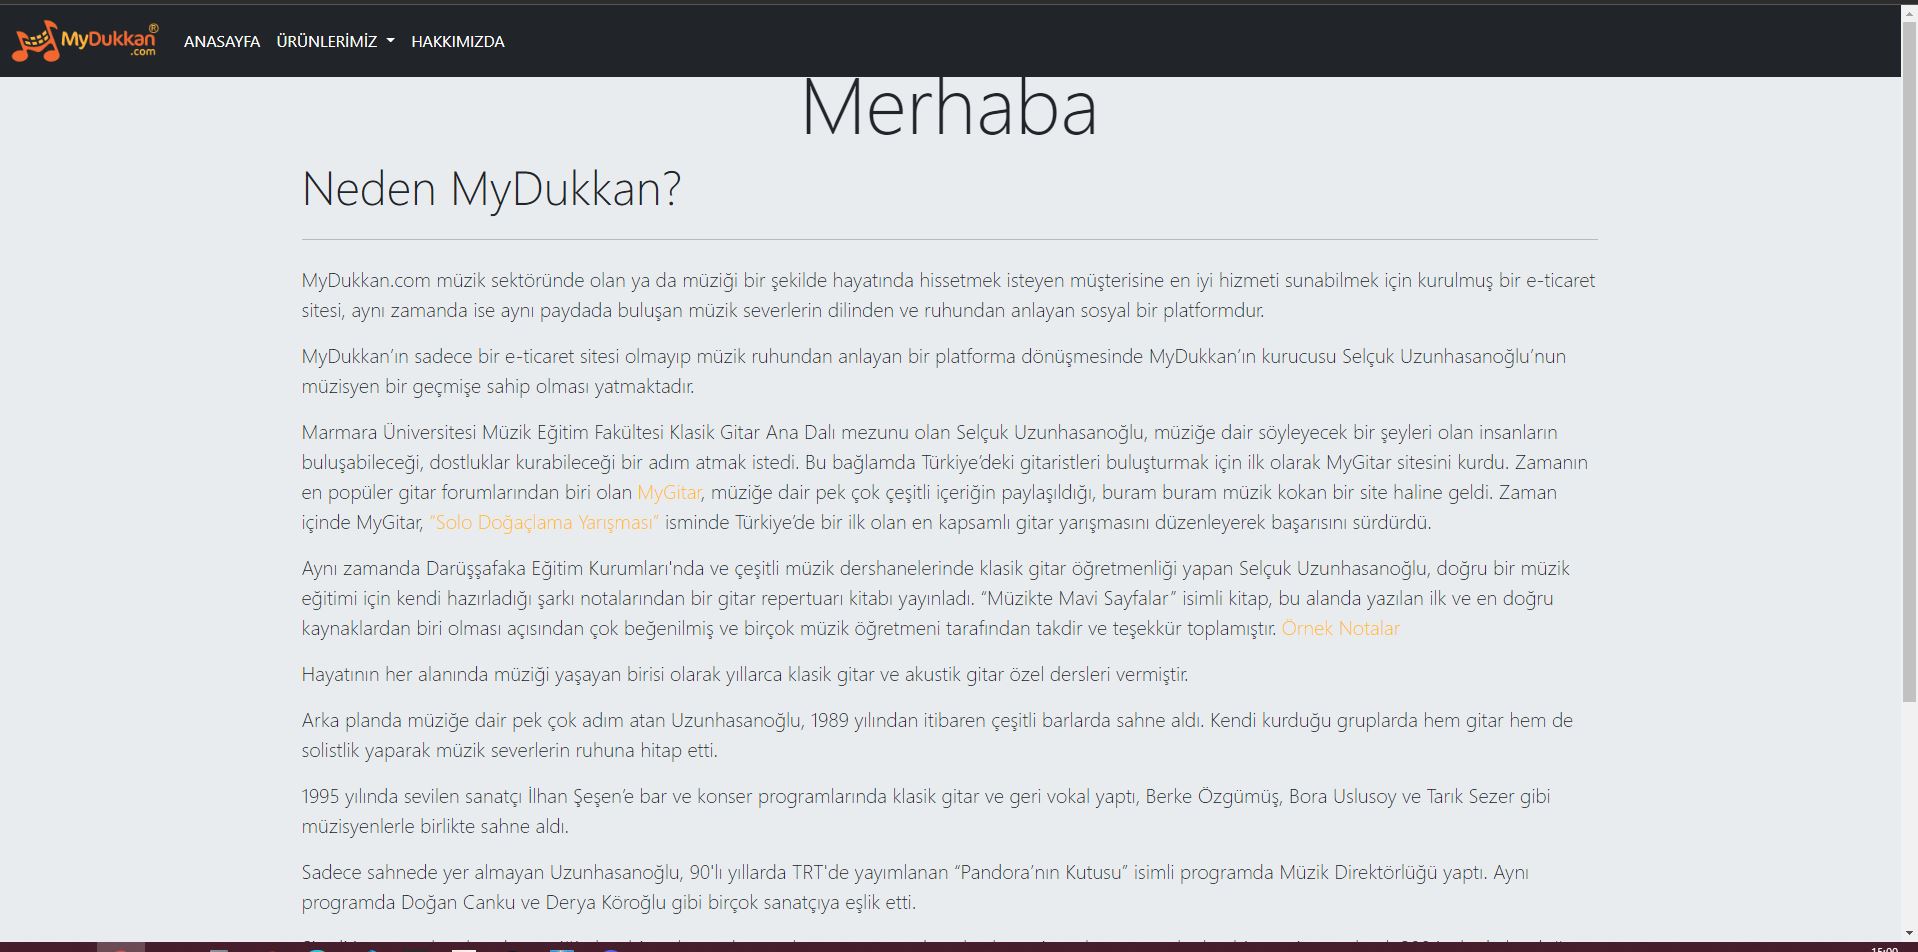 MyDukkan®
.com
ANASAYFA ÜRÜNLERİMİZ HAKKIMIZDA
Merhaba
Neden MyDukkan?
MyDukkan.com müzik sektöründe olan ya da müziği bir şekilde hayatında hissetmek isteyen müşterisine en iyi hizmeti sunabilmek için kurulmuş bir e-ticaret
sitesi, aynı zamanda ise aynı paydada buluşan müzik severlerin dilinden ve ruhundan anlayan sosyal bir platformdur.
MyDukkan’ın sadece bir e-ticaret sitesi olmayıp müzik ruhundan anlayan bir platforma dönüşmesinde MyDukkan’ın kurucusu Selçuk Uzunhasanoğlu’nun
müzisyen bir geçmişe sahip olması yatmaktadır.
Marmara Üniversitesi Müzik Eğitim Fakültesi Klasik Gitar Ana Dalı mezunu olan Selçuk Uzunhasanoğlu, müziğe dair söyleyecek bir şeyleri olan insanların
buluşabileceği, dostluklar kurabileceği bir adım atmak istedi. Bu bağlamda Türkiye’deki gitaristleri buluşturmak için ilk olarak MyGitar sitesini kurdu. Zamanın
en popüler gitar forumlarından biri olan MyGitar, müziğe dair pek çok çeşitli içeriğin paylaşıldığı, buram buram müzik kokan bir site haline geldi. Zaman
içinde MyGitar, “Solo Doğaçlama Yarışması” isminde Türkiye’de bir ilk olan en kapsamlı gitar yarışmasını düzenleyerek başarısını sürdürdü.
Aynı zamanda Darüşşafaka Eğitim Kurumları'nda ve çeşitli müzik dershanelerinde klasik gitar öğretmenliği yapan Selçuk Uzunhasanoğlu, doğru bir müzik
eğitimi için kendi hazırladığı şarkı notalarından bir gitar repertuarı kitabı yayınladı. “Müzikte Mavi Sayfalar” isimli kitap, bu alanda yazılan ilk ve en doğru
kaynaklardan biri olması açısından çok beğenilmiş ve birçok müzik öğretmeni tarafından takdir ve teşekkür toplamıştır. Örnek Notalar
Hayatının her alanında müziği yaşayan birisi olarak yıllarca klasik gitar ve akustik gitar özel dersleri vermiştir.
Arka planda müziğe dair pek çok adım atan Uzunhasanoğlu, 1989 yılından itibaren çeşitli barlarda sahne aldı. Kendi kurduğu gruplarda hem gitar hem de
solistlik yaparak müzik severlerin ruhuna hitap etti.
1995 yılında sevilen sanatçı İlhan Şeşen’e bar ve konser programlarında klasik gitar ve geri vokal yaptı, Berke Özgümüş, Bora Uslusoy ve Tarık Sezer gibi
müzisyenlerle birlikte sahne aldı.
Sadece sahnede yer almayan Uzunhasanoğlu, 90'lı yıllarda TRT'de yayımlanan “Pandora’nın Kutusu” isimli programda Müzik Direktörlüğü yaptı. Aynı
programda Doğan Canku ve Derya Köroğlu gibi birçok sanatçıya eşlik etti.